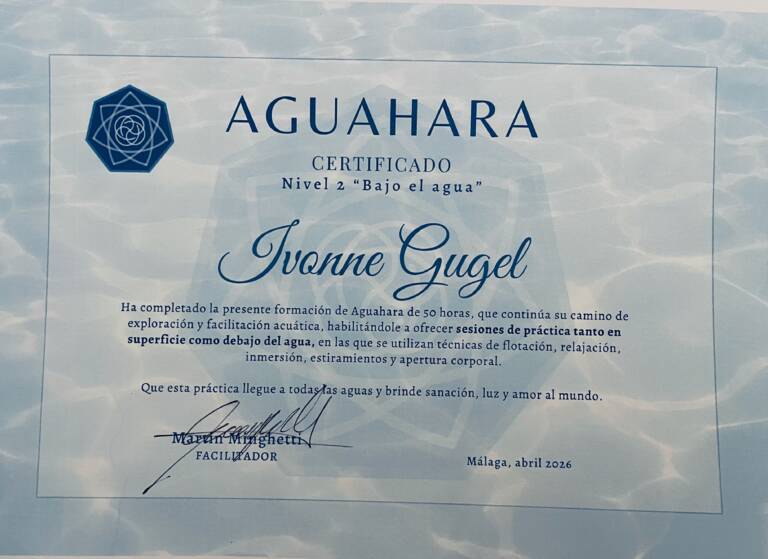 AGUAHARA
CERTIFICADO
Nivel 2 "Bajo el agua"
Ivonne Gugel
Ha completado la presente formación de Aguahara de 50 horas, que continúa su camino de
exploración y facilitación acuática, habilitándole a ofrecer sesiones de práctica tanto en
superficie como debajo del agua, en las que se utilizan técnicas de flotación, relajación,
inmersión, estiramientos y apertura corporal.
Que esta práctica llegue a todas las aguas y brinde sanación, luz y amor al mundo.
Martín Minghetti
FACILITADOR
Málaga, abril 2026